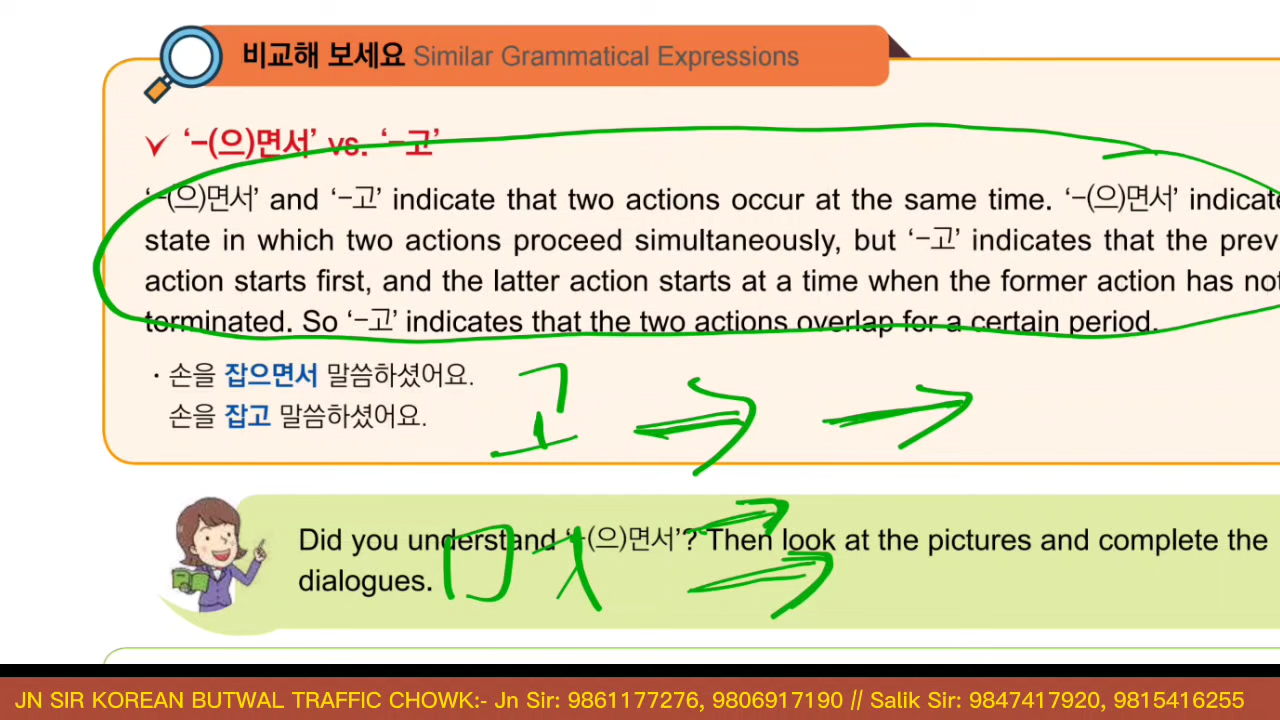 비교해 보세요 Similar Grammatical Expressions
‘-(으)면서’ vs. ‘-고’
‘-(으)면서’ and ‘-고’ indicate that two actions occur at the same time. ‘-(으)면서’ indicate
state in which two actions proceed simultaneously, but ‘-고’ indicates that the prev
action starts first, and the latter action starts at a time when the former action has not
terminated. So ‘-고’ indicates that the two actions overlap for a certain period.
· 손을 잡으면서 말씀하셨어요.
손을 잡고 말씀하셨어요.
고
Did you understand ‘-(으)면서’? Then look at the pictures and complete the
dialogues.
JN SIR KOREAN BUTWAL TRAFFIC CHOWK:- Jn Sir: 9861177276, 9806917190 // Salik Sir: 9847417920, 9815416255